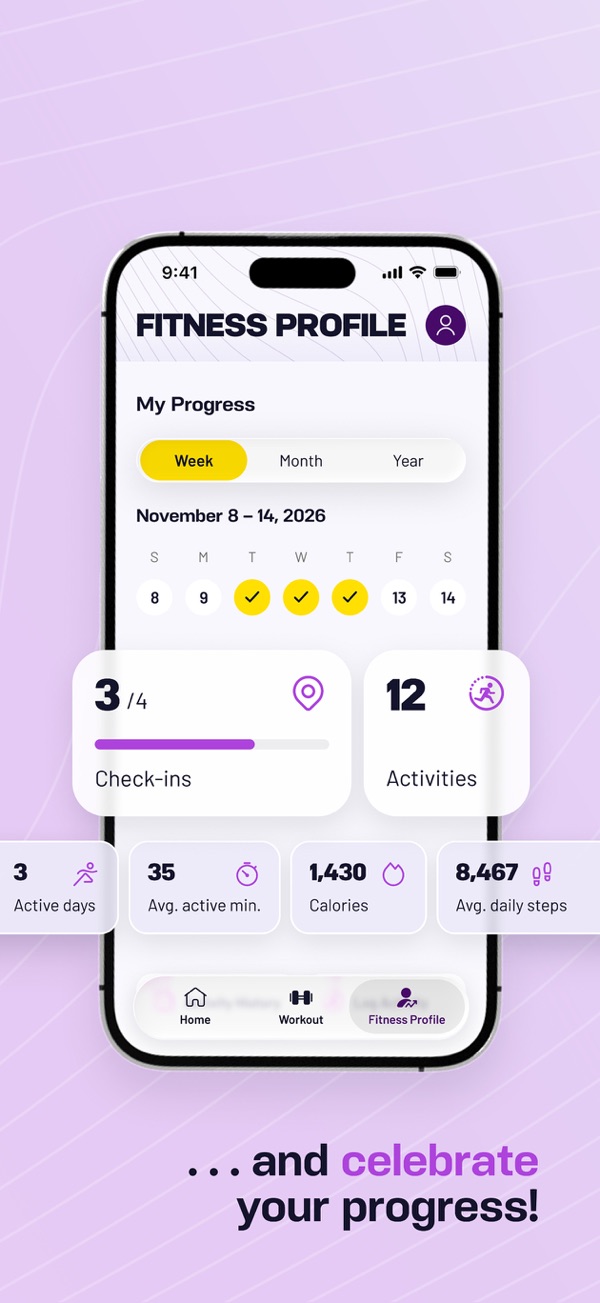 9:41
FITNESS PROFILE
My Progress
Week Month Year
November 8 – 14, 2026
S M T W T F S
8 9 13 14
3 /4
Check-ins
12
Activities
3
Active days
35
Avg. active min.
1,430
Calories
8,467
Avg. daily steps
Home Workout Fitness Profile
. . . and celebrate
your progress!